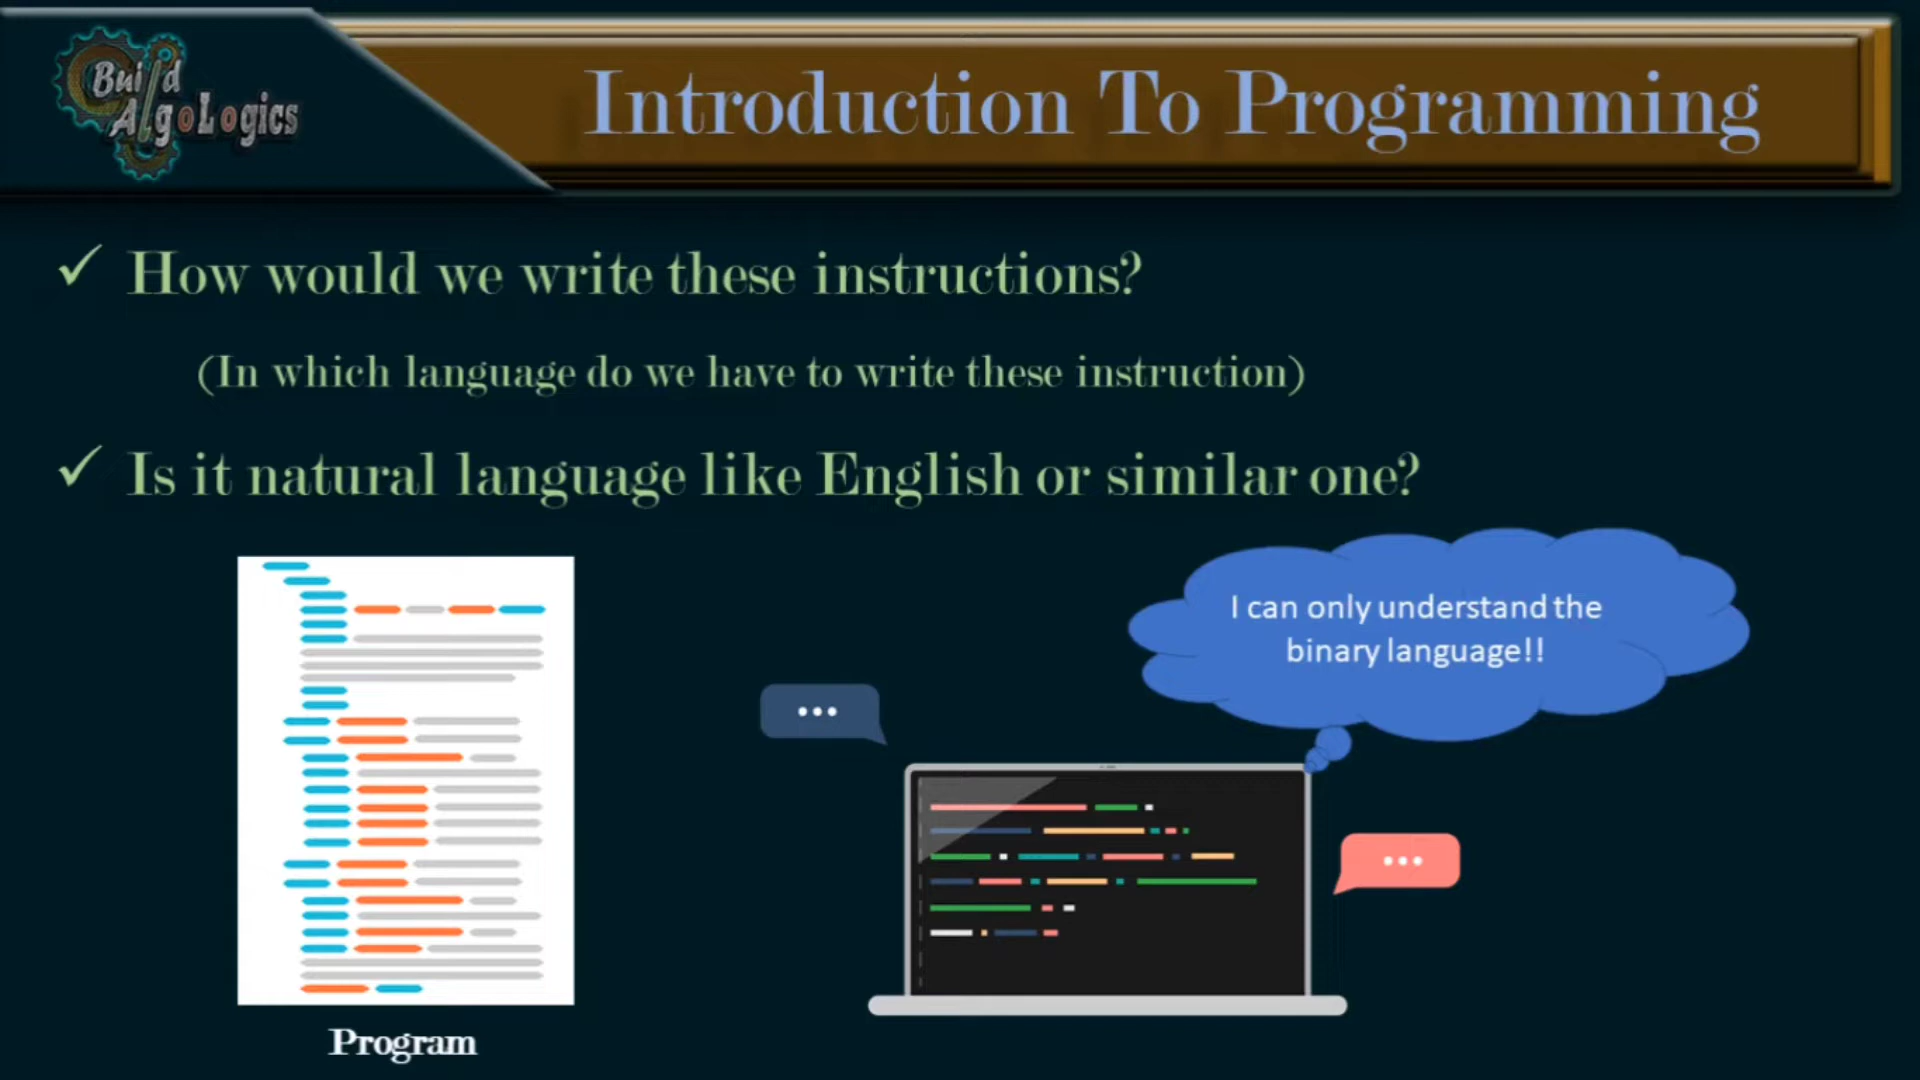 Build
AlgoLogics
Introduction To Programming
✓ How would we write these instructions?
(In which language do we have to write these instruction)
✓ Is it natural language like English or similar one?
I can only understand the
binary language!!
Program